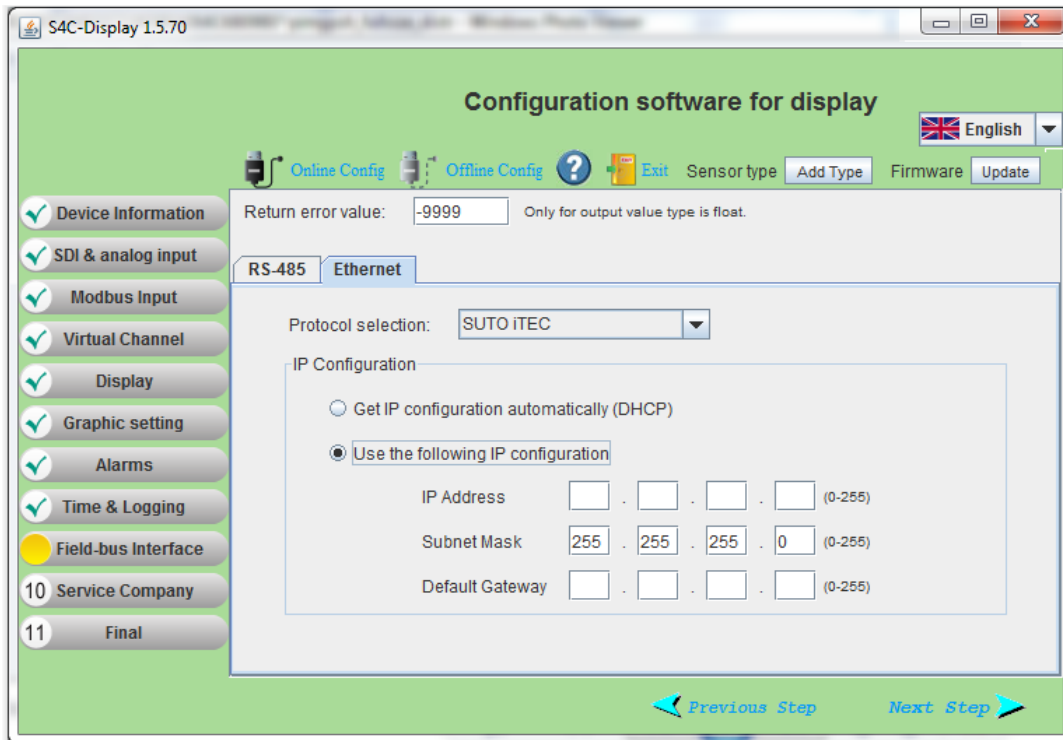 S4C-Display 1.5.70
Configuration software for display
English
Online Config Offline Config ? EXIT Exit Sensor type Add Type Firmware Update
Device Information
SDI & analog input
Modbus Input
Virtual Channel
Display
Graphic setting
Alarms
Time & Logging
Field-bus Interface
10 Service Company
11 Final
Return error value: -9999 Only for output value type is float.
RS-485 Ethernet
Protocol selection: SUTO iTEC
IP Configuration
Get IP configuration automatically (DHCP)
Use the following IP configuration
IP Address . . . (0-255)
Subnet Mask 255 . 255 . 255 . 0 (0-255)
Default Gateway . . . (0-255)
Previous Step Next Step